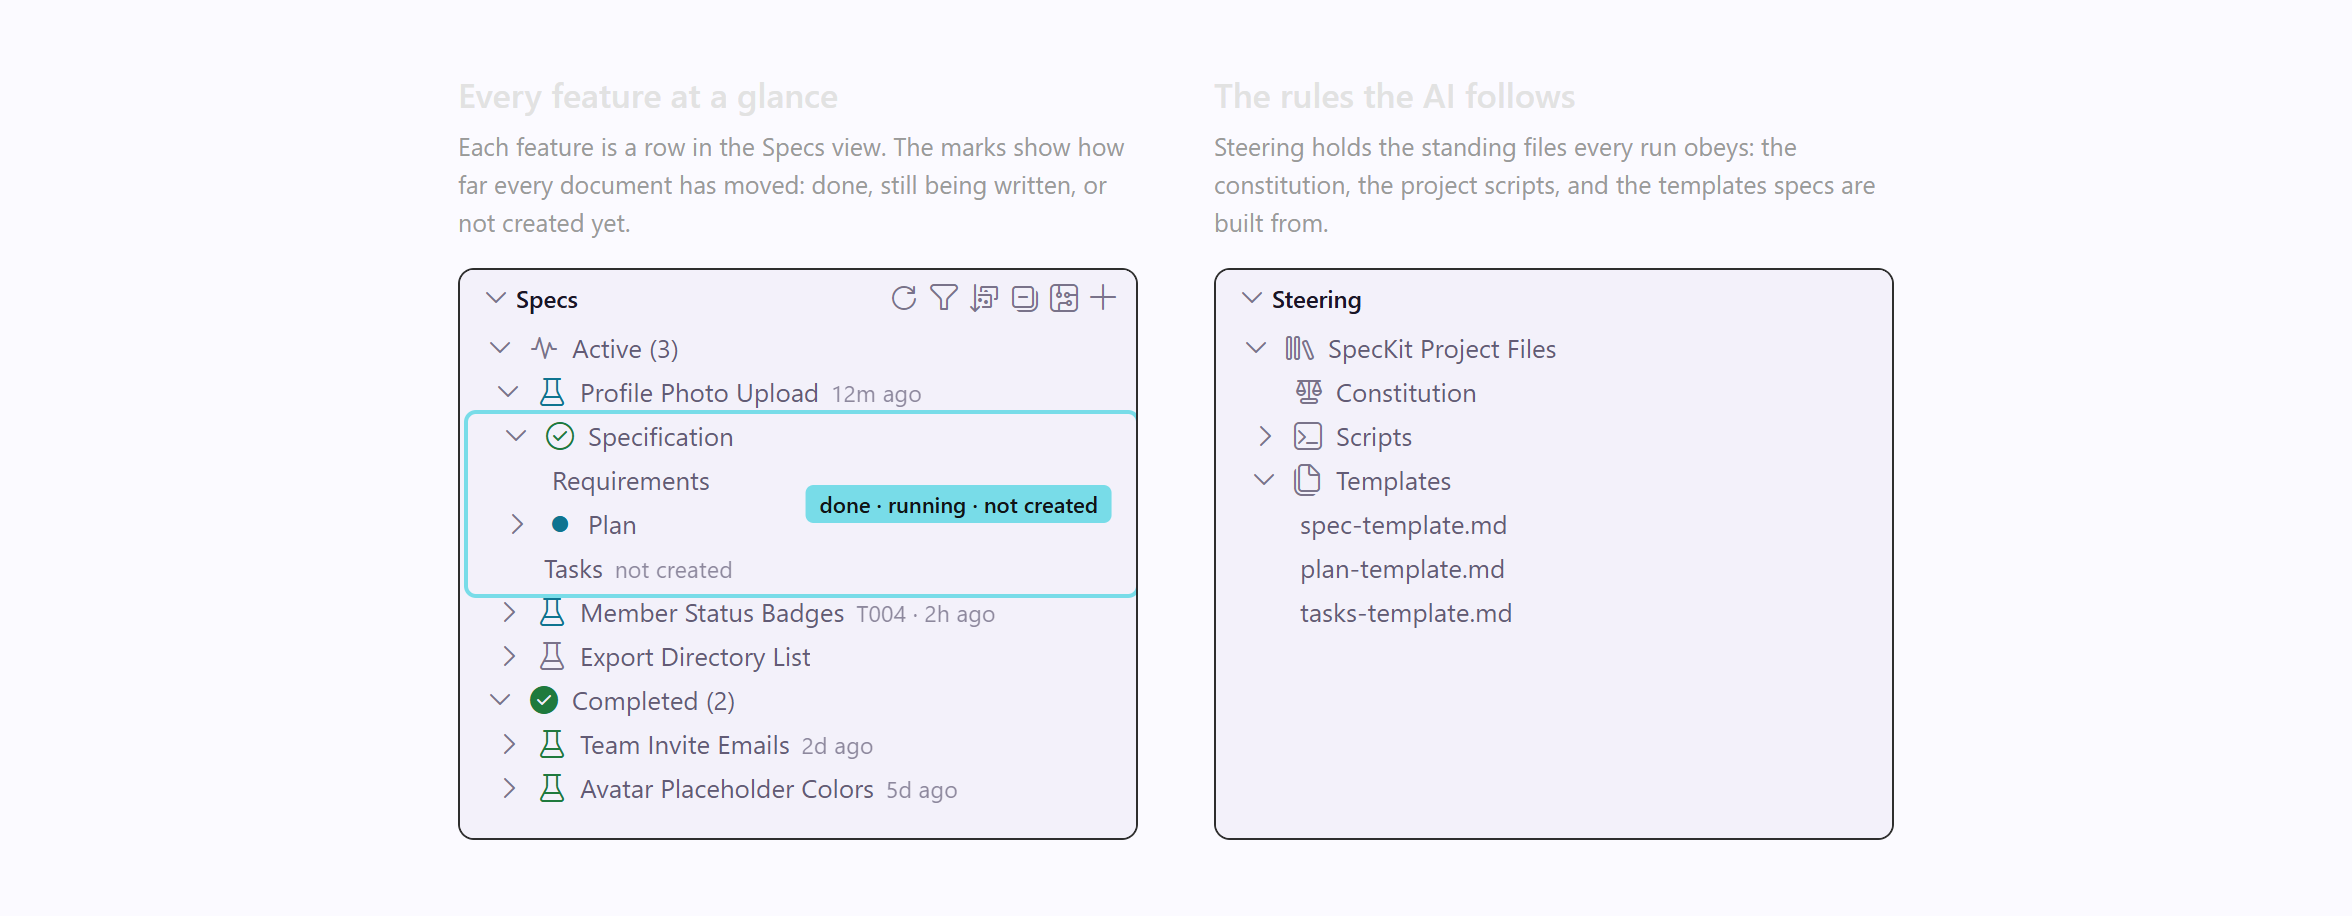 Every feature at a glance
Each feature is a row in the Specs view. The marks show how
far every document has moved: done, still being written, or
not created yet.
Specs
Active (3)
Profile Photo Upload 12m ago
Specification
Requirements
done · running · not created
Plan
Tasks not created
Member Status Badges T004 · 2h ago
Export Directory List
Completed (2)
Team Invite Emails 2d ago
Avatar Placeholder Colors 5d ago
The rules the AI follows
Steering holds the standing files every run obeys: the
constitution, the project scripts, and the templates specs are
built from.
Steering
SpecKit Project Files
Constitution
Scripts
Templates
spec-template.md
plan-template.md
tasks-template.md